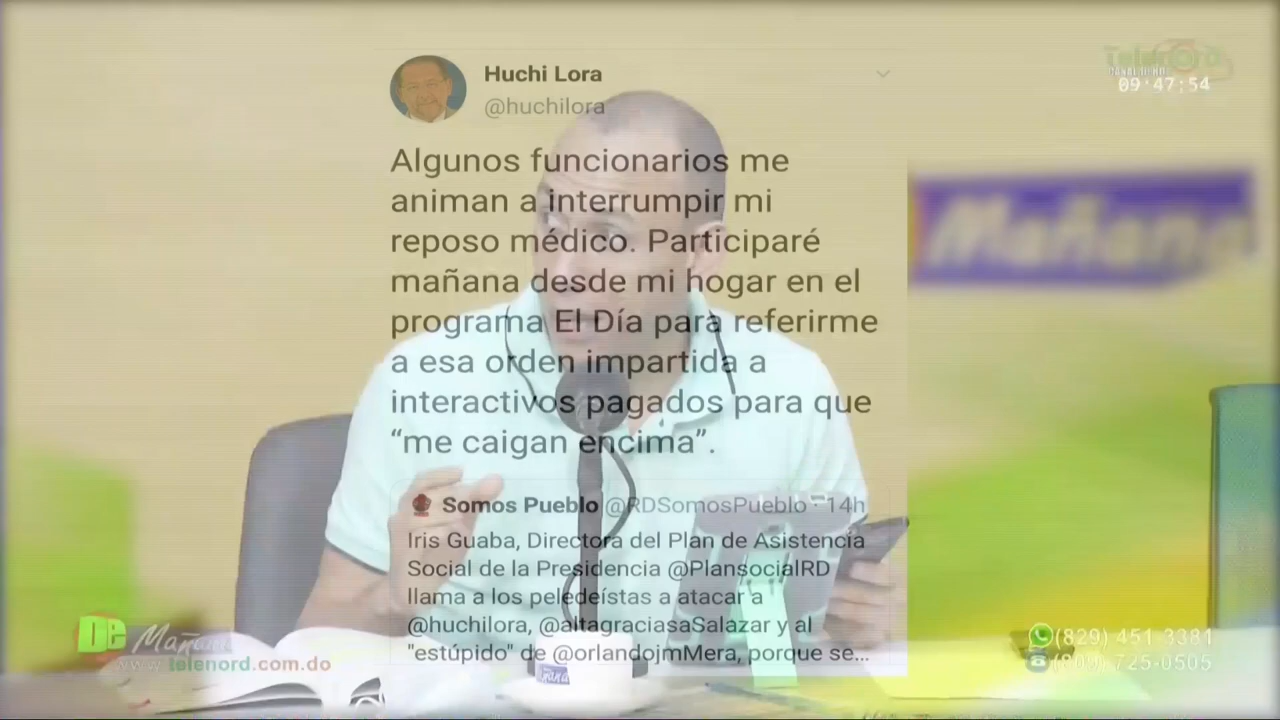 Huchi Lora
@huchilora
Telenord
09:47:54
Algunos funcionarios me
animan a interrumpir mi
reposo médico. Participaré
mañana desde mi hogar en el
programa El Día para referirme
a esa orden impartida a
interactivos pagados para que
“me caigan encima”.
Mañana
Somos Pueblo @RDSomosPueblo · 14h
Iris Guaba, Directora del Plan de Asistencia
Social de la Presidencia @PlansocialRD
llama a los peledeístas a atacar a
@huchilora, @altagraciasaSalazar y al
"estúpido" de @orlandojmMera, porque se...
De Mañana
www.telenord.com.do
(829) 451-3381
(809) 725-0505